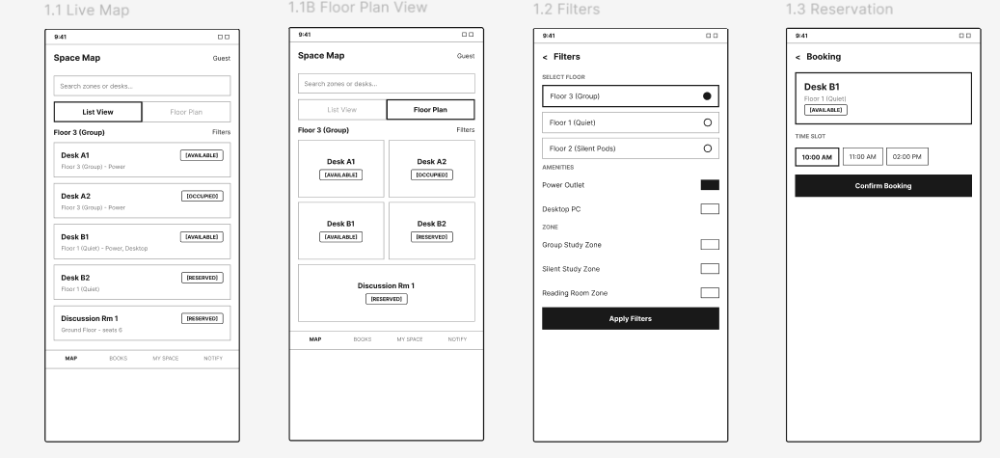 1.1 Live Map
9:41
Space Map
Guest
Search zones or desks...
List View
Floor Plan
Floor 3 (Group)
Filters
Desk A1
[AVAILABLE]
Floor 3 (Group) - Power
Desk A2
[OCCUPIED]
Floor 3 (Group) - Power
Desk B1
[AVAILABLE]
Floor 1 (Quiet) - Power, Desktop
Desk B2
[RESERVED]
Floor 1 (Quiet)
Discussion Rm 1
[RESERVED]
Ground Floor - seats 6
MAP
BOOKS
MY SPACE
NOTIFY
1.1B Floor Plan View
9:41
Space Map
Guest
Search zones or desks...
List View
Floor Plan
Floor 3 (Group)
Filters
Desk A1
[AVAILABLE]
Desk A2
[OCCUPIED]
Desk B1
[AVAILABLE]
Desk B2
[RESERVED]
Discussion Rm 1
[RESERVED]
MAP
BOOKS
MY SPACE
NOTIFY
1.2 Filters
9:41
< Filters
SELECT FLOOR
Floor 3 (Group)
Floor 1 (Quiet)
Floor 2 (Silent Pods)
AMENITIES
Power Outlet
Desktop PC
ZONE
Group Study Zone
Silent Study Zone
Reading Room Zone
Apply Filters
1.3 Reservation
9:41
< Booking
Desk B1
Floor 1 (Quiet)
[AVAILABLE]
TIME SLOT
10:00 AM
11:00 AM
02:00 PM
Confirm Booking